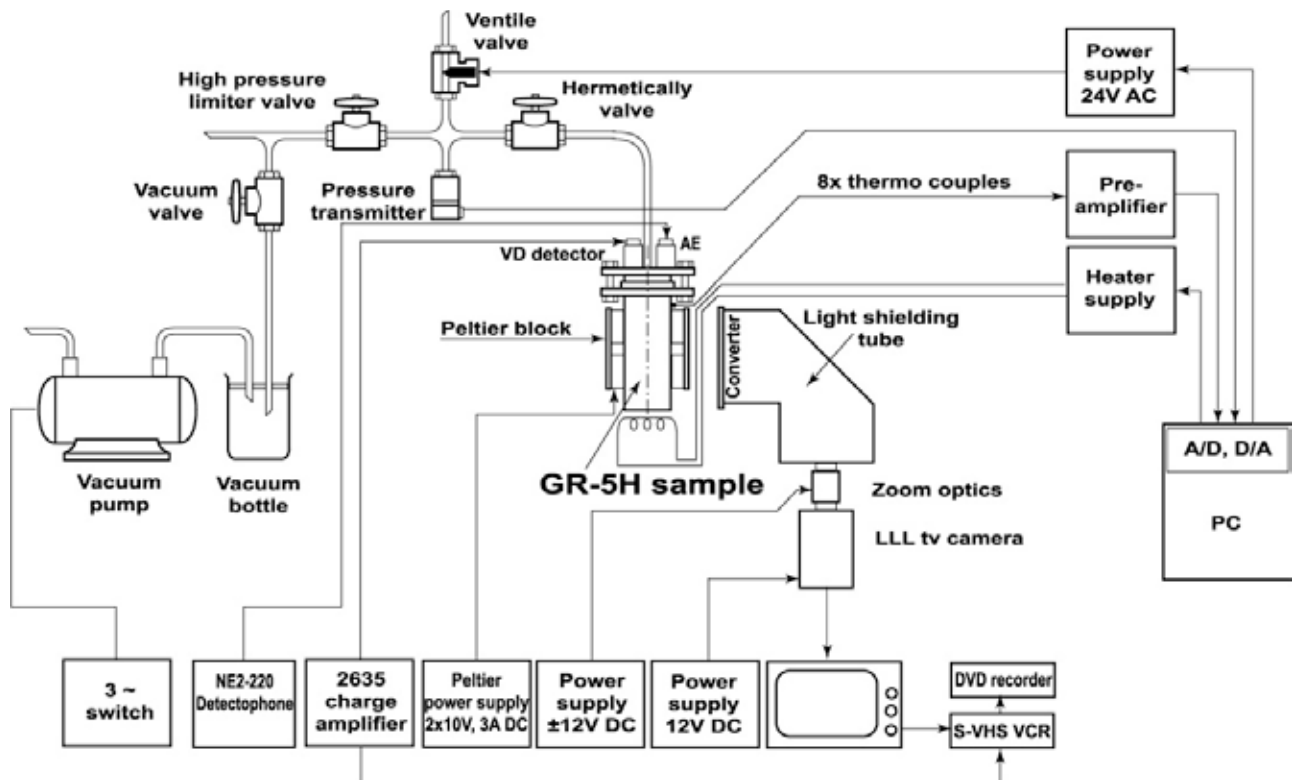 Ventile
valve
High pressure
limiter valve
Hermetically
valve
Power
supply
24V AC
Vacuum
valve
Pressure
transmitter
8x thermo couples
Pre-
amplifier
VD detector
AE
Heater
supply
Peltier block
Converter
Light shielding
tube
A/D, D/A
PC
Vacuum
pump
Vacuum
bottle
GR-5H sample
Zoom optics
LLL tv camera
3 ~
switch
NE2-220
Detectophone
2635
charge
amplifier
Peltier
power supply
2x10V, 3A DC
Power
supply
±12V DC
Power
supply
12V DC
DVD recorder
S-VHS VCR